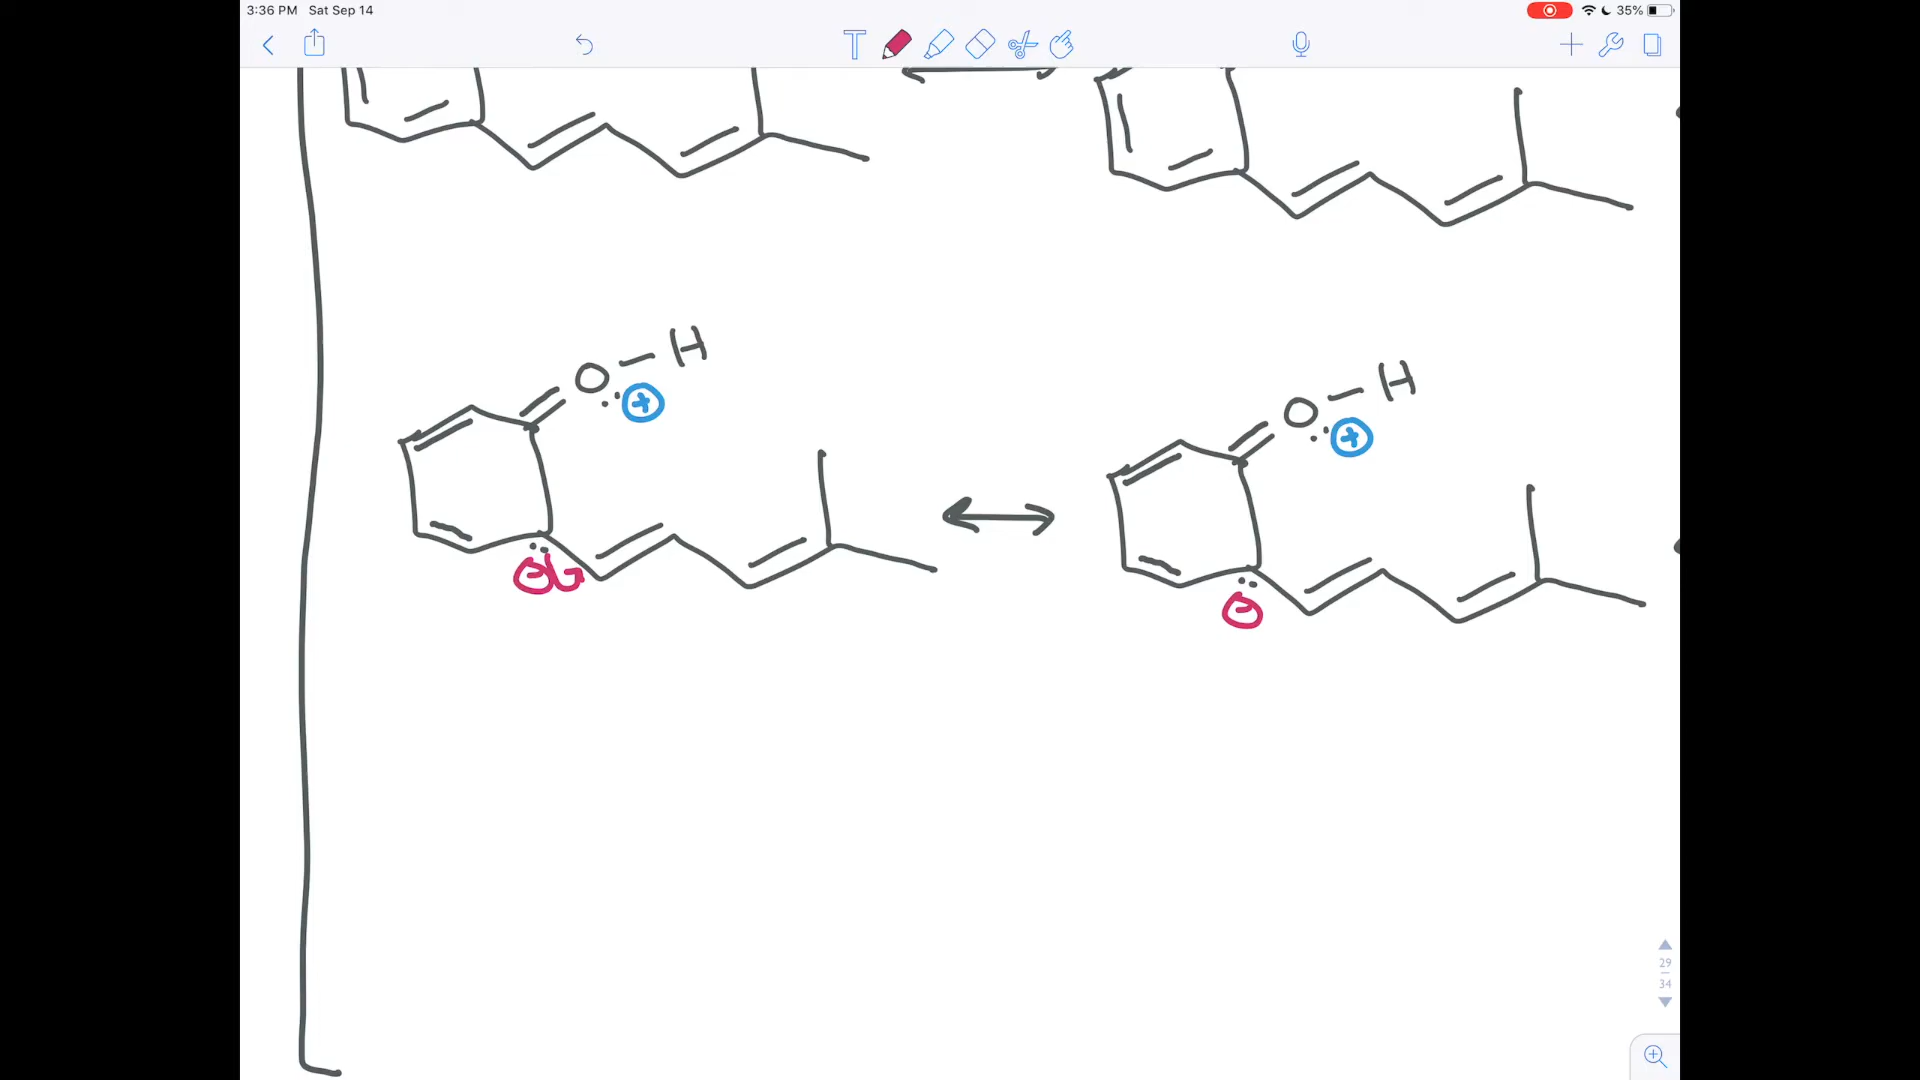 3:36 PM Sat Sep 14
35%
T
O - H
+
O - H
+
29
34